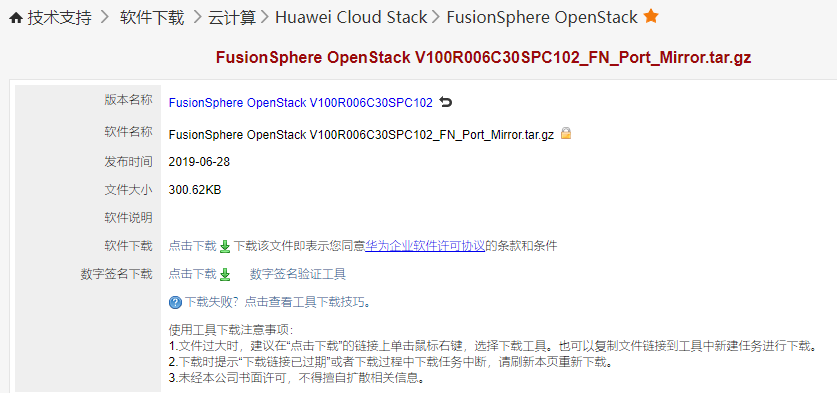 技术支持 > 软件下载 > 云计算 > Huawei Cloud Stack > FusionSphere OpenStack
FusionSphere OpenStack V100R006C30SPC102_FN_Port_Mirror.tar.gz
版本名称 FusionSphere OpenStack V100R006C30SPC102
软件名称 FusionSphere OpenStack V100R006C30SPC102_FN_Port_Mirror.tar.gz
发布时间 2019-06-28
文件大小 300.62KB
软件说明
软件下载 点击下载 下载该文件即表示您同意华为企业软件许可协议的条款和条件
数字签名下载 点击下载 数字签名验证工具
下载失败？点击查看工具下载技巧。
使用工具下载注意事项：
1.文件过大时，建议在“点击下载”的链接上单击鼠标右键，选择下载工具。也可以复制文件链接到工具中新建任务进行下载。
2.下载时提示“下载链接已过期”或者下载过程中下载任务中断，请刷新本页重新下载。
3.未经本公司书面许可，不得擅自扩散相关信息。